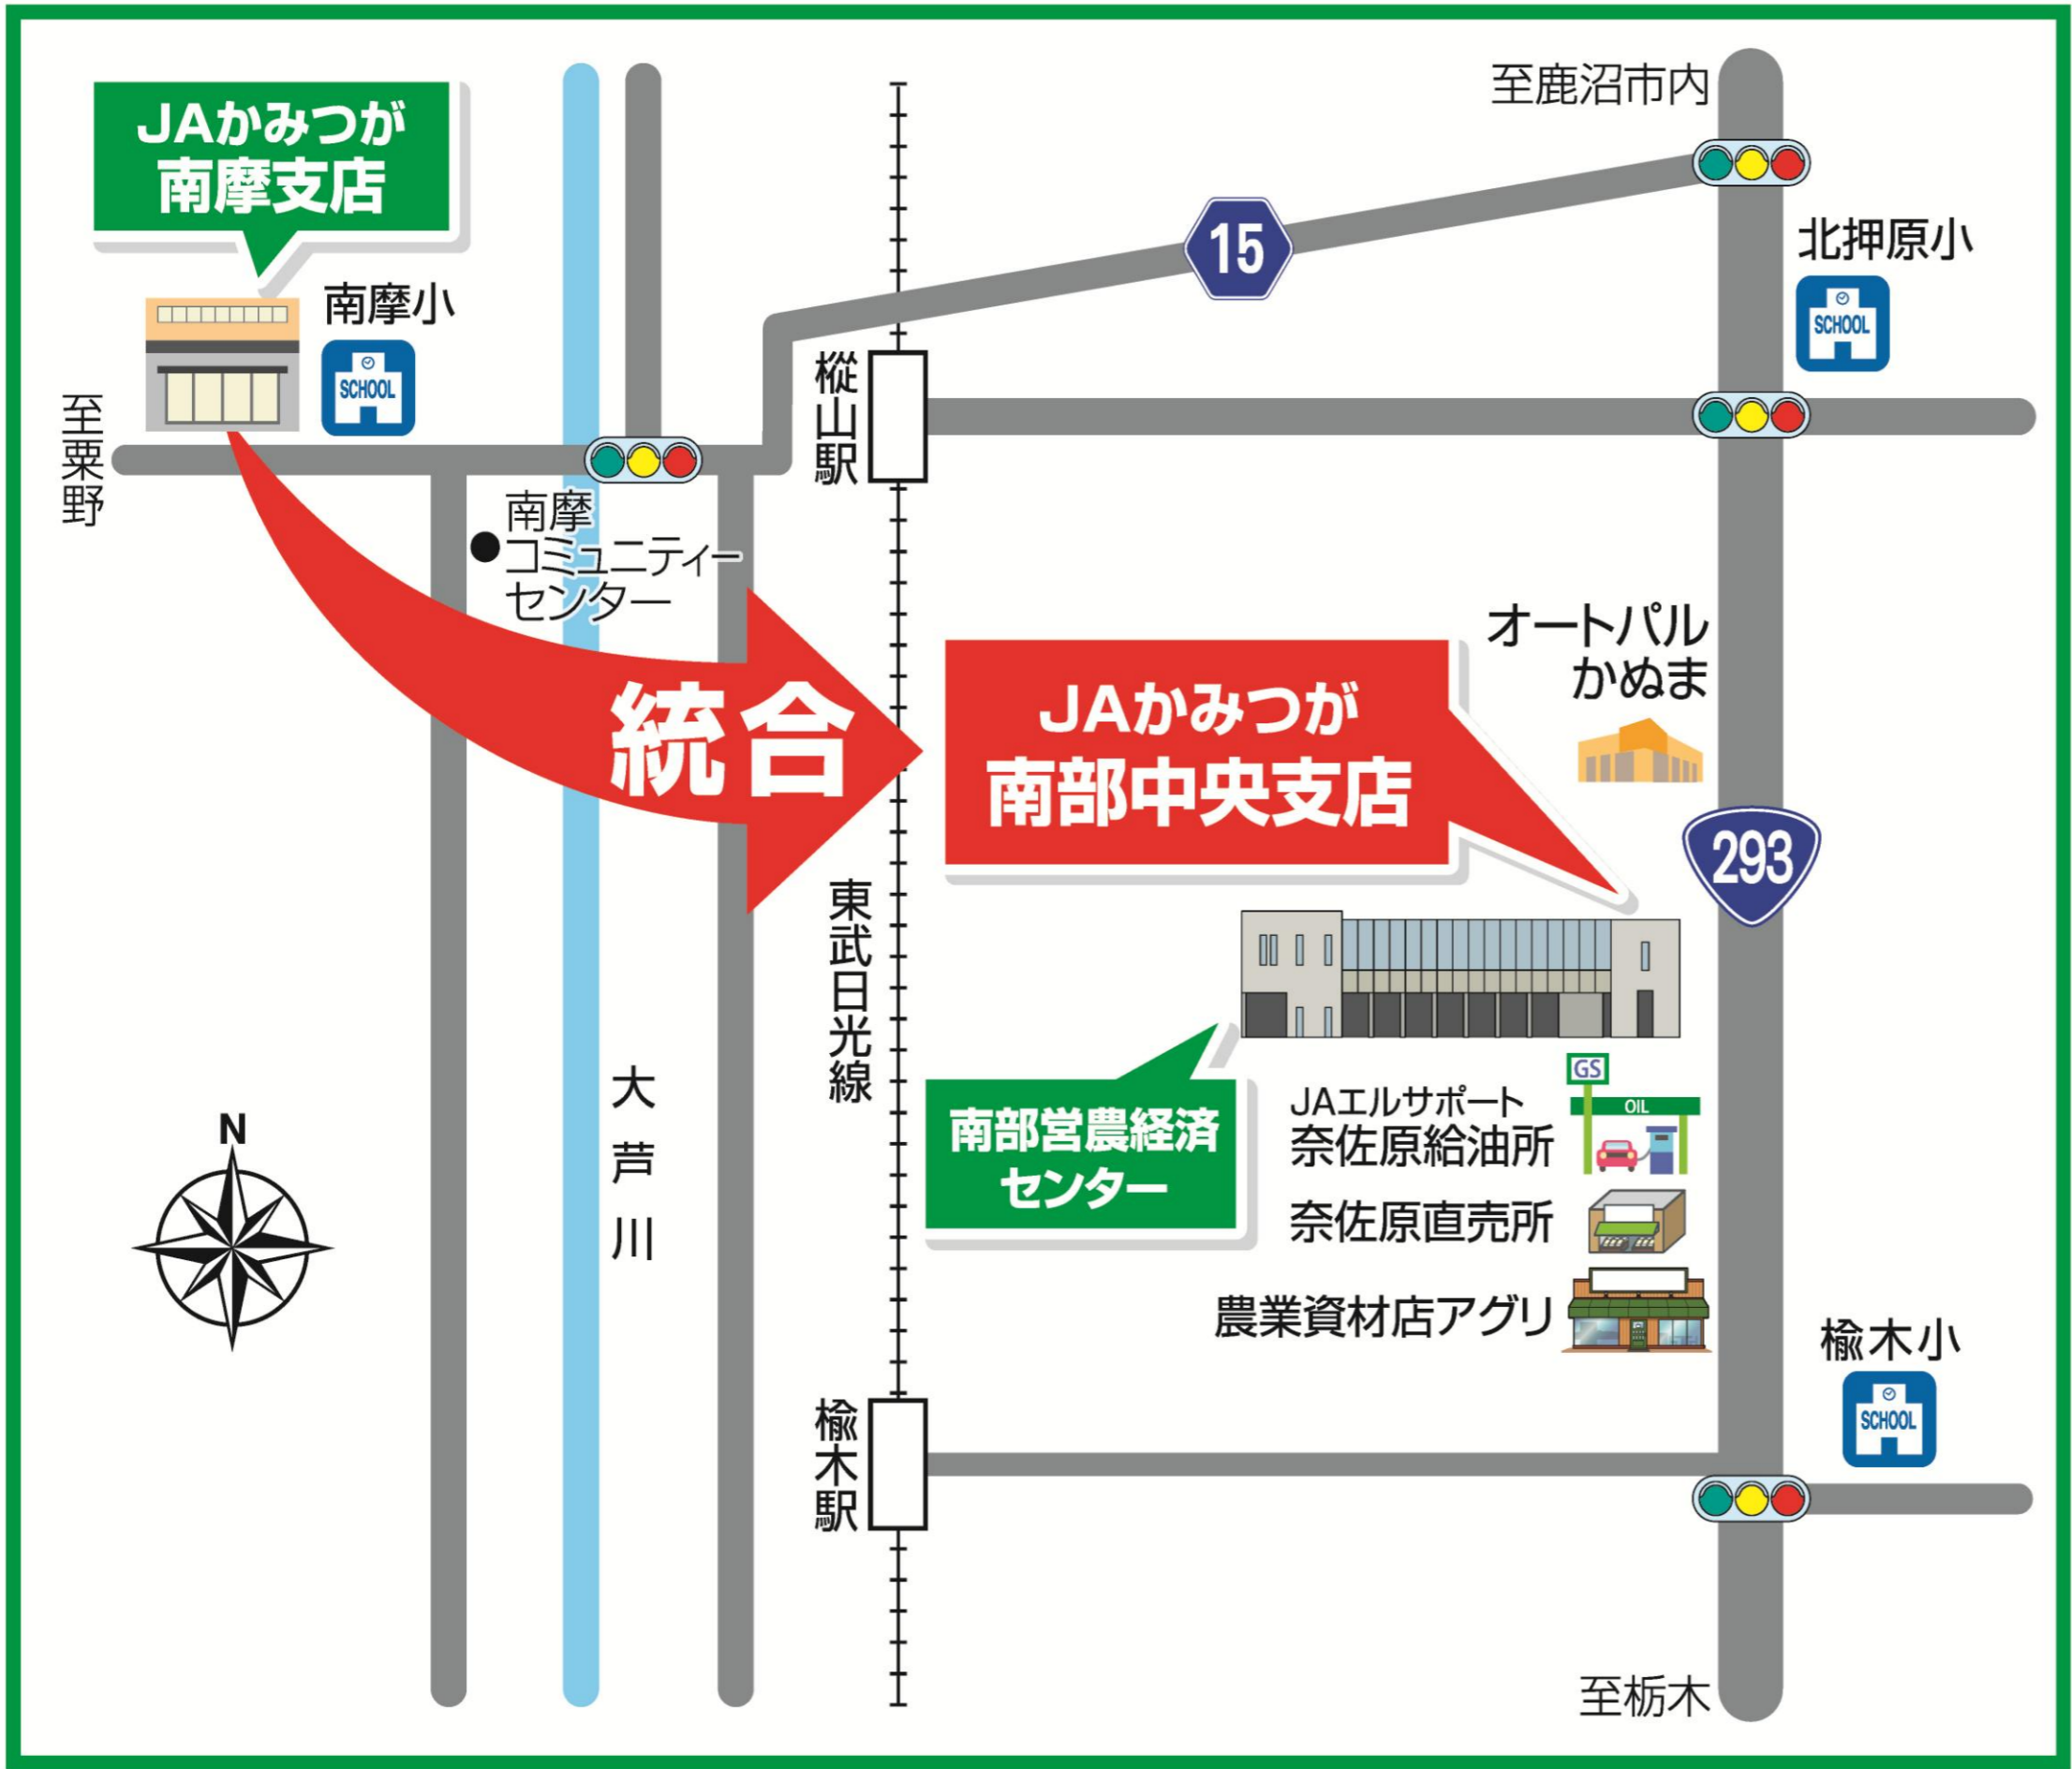 至鹿沼市内
JAかみつが
南摩支店
15
北押原小
SCHOOL
南摩小
SCHOOL
樅山駅
至粟野
南摩
コミュニティー
センター
オートパル
かぬま
統合
JAかみつが
南部中央支店
293
東武日光線
大芦川
南部営農経済
センター
GS
OIL
JAエルサポート
奈佐原給油所
奈佐原直売所
農業資材店アグリ
N
楡木小
SCHOOL
楡木駅
至栃木